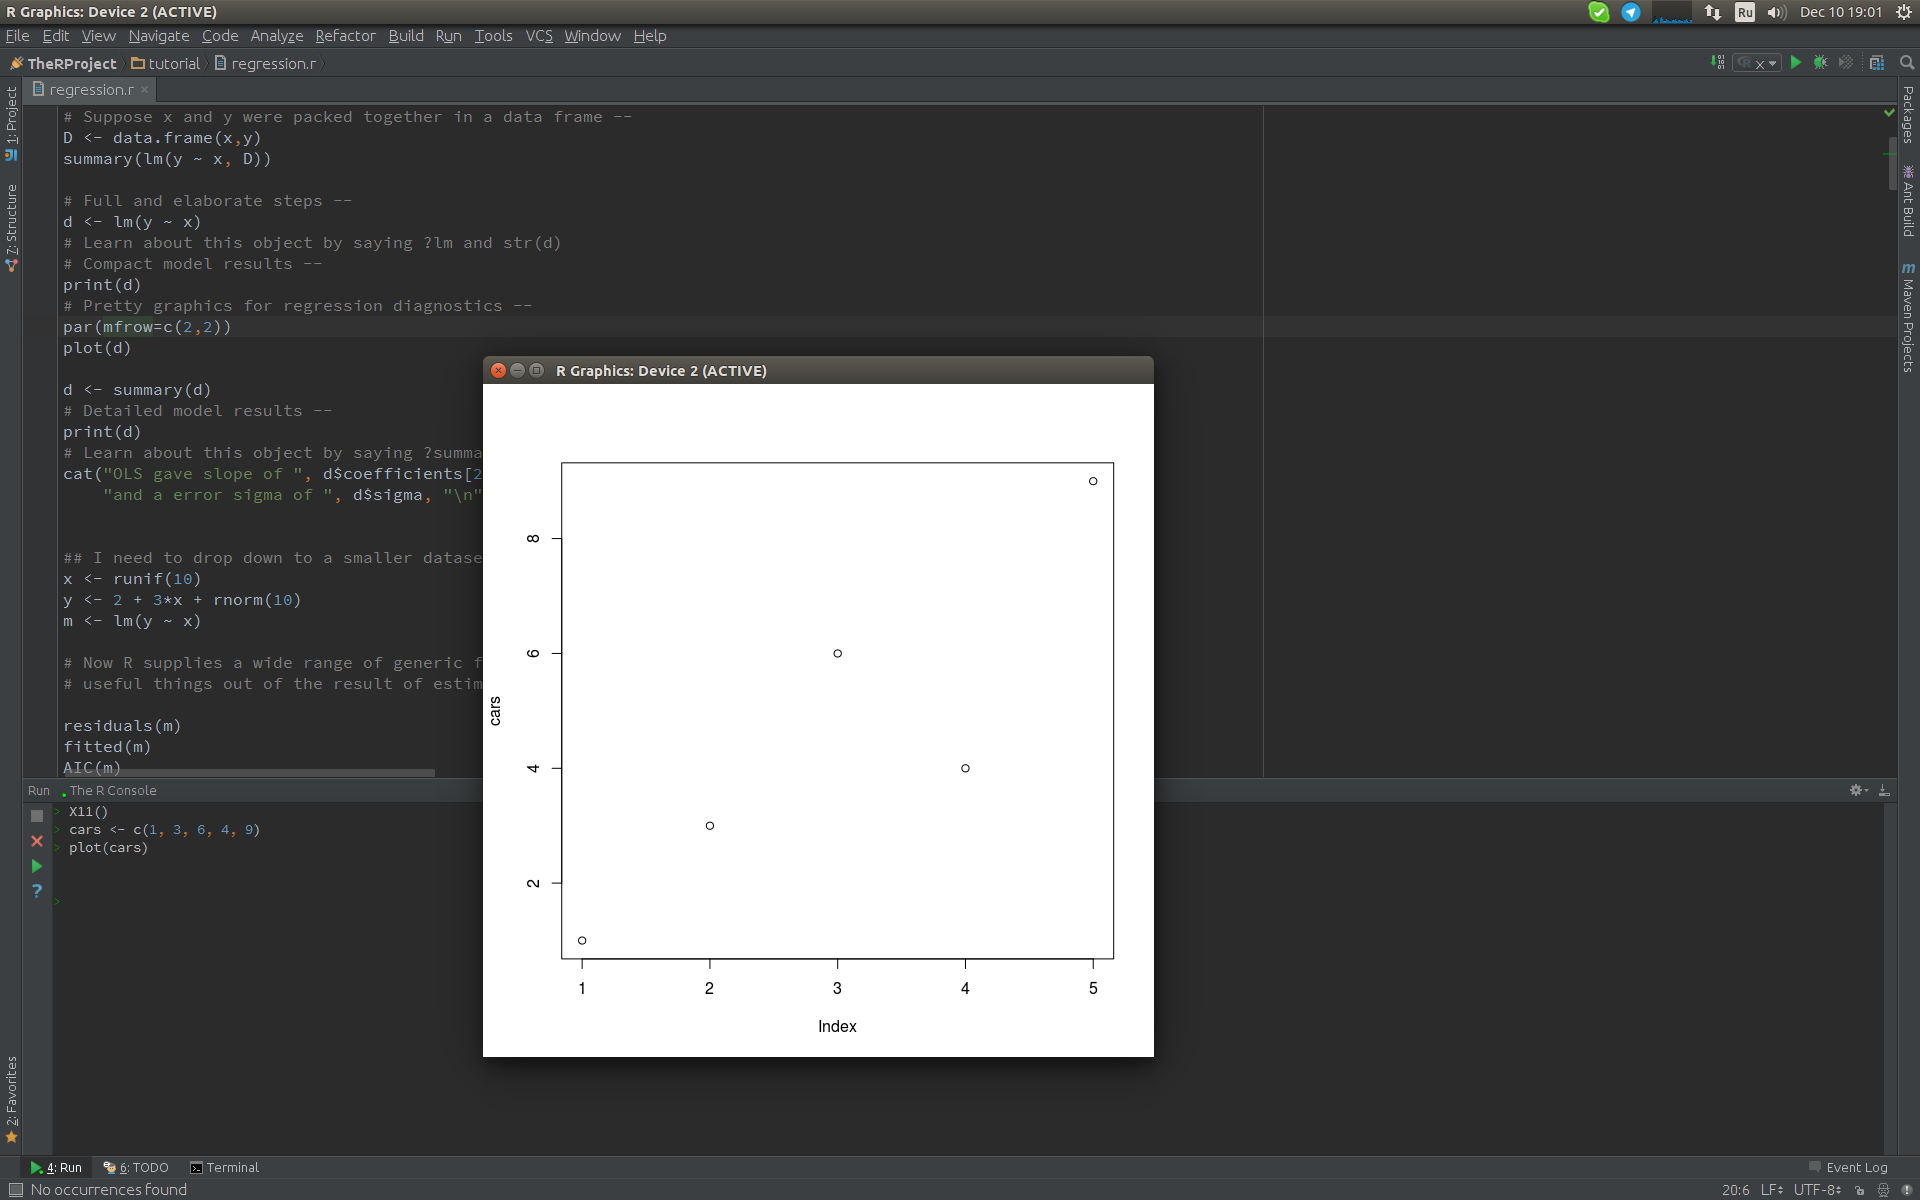 R Graphics: Device 2 (ACTIVE)
Ru
Dec 10 19:01
File Edit View Navigate Code Analyze Refactor Build Run Tools VCS Window Help
TheRProject tutorial regression.r
x
regression.r
1: Project
7: Structure
2: Favorites
# Suppose x and y were packed together in a data frame --
D <- data.frame(x,y)
summary(lm(y ~ x, D))
# Full and elaborate steps --
d <- lm(y ~ x)
# Learn about this object by saying ?lm and str(d)
# Compact model results --
print(d)
# Pretty graphics for regression diagnostics --
par(mfrow=c(2,2))
plot(d)
d <- summary(d)
# Detailed model results --
print(d)
# Learn about this object by saying ?summa
cat("OLS gave slope of ", d$coefficients[2
"and a error sigma of ", d$sigma, "\n"
## I need to drop down to a smaller datase
x <- runif(10)
y <- 2 + 3*x + rnorm(10)
m <- lm(y ~ x)
# Now R supplies a wide range of generic f
# useful things out of the result of estim
residuals(m)
fitted(m)
AIC(m)
Packages
Ant Build
m Maven Projects
R Graphics: Device 2 (ACTIVE)
cars
8
6
4
2
1 2 3 4 5
Index
Run The R Console
> X11()
> cars <- c(1, 3, 6, 4, 9)
> plot(cars)
>
4: Run 6: TODO Terminal
Event Log
No occurrences found
20:6 LF UTF-8